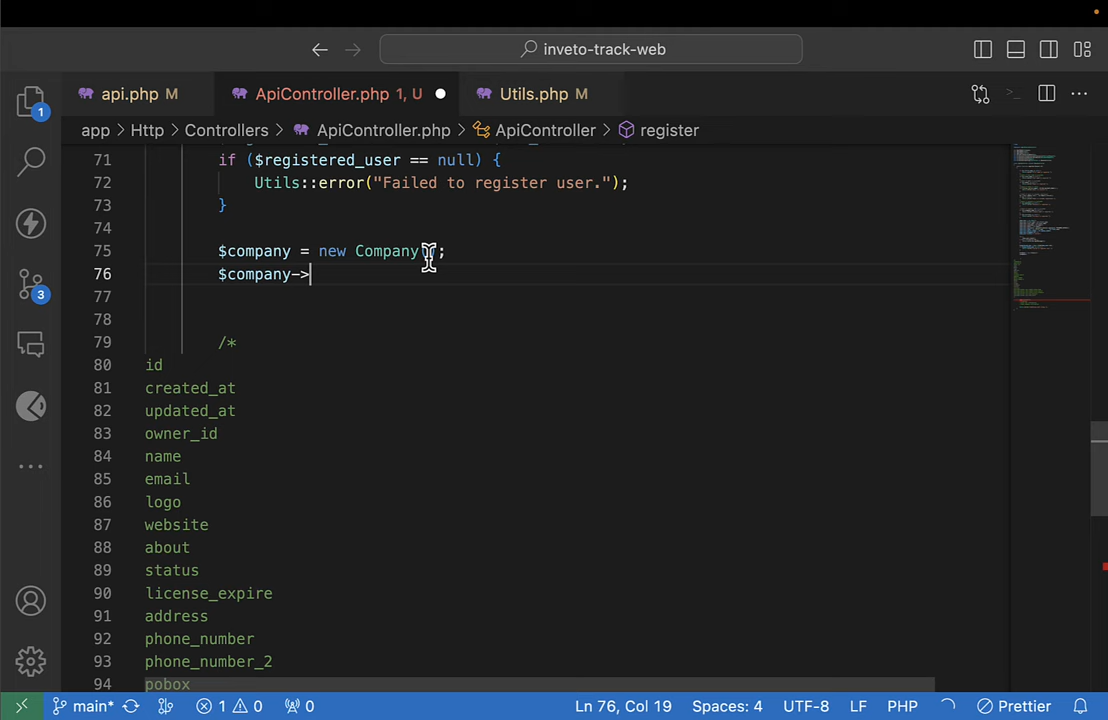 inveto-track-web
api.php M
ApiController.php 1, U
Utils.php M
app > Http > Controllers > ApiController.php > ApiController > register
71 if ($registered_user == null) {
72 Utils::error("Failed to register user.");
73 }
74
75 $company = new Company();
76 $company->
77
78
79 /*
80 id
81 created_at
82 updated_at
83 owner_id
84 name
85 email
86 logo
87 website
88 about
89 status
90 license_expire
91 address
92 phone_number
93 phone_number_2
94 pobox
1
3
main* 1 0 0 Ln 76, Col 19 Spaces: 4 UTF-8 LF PHP Prettier